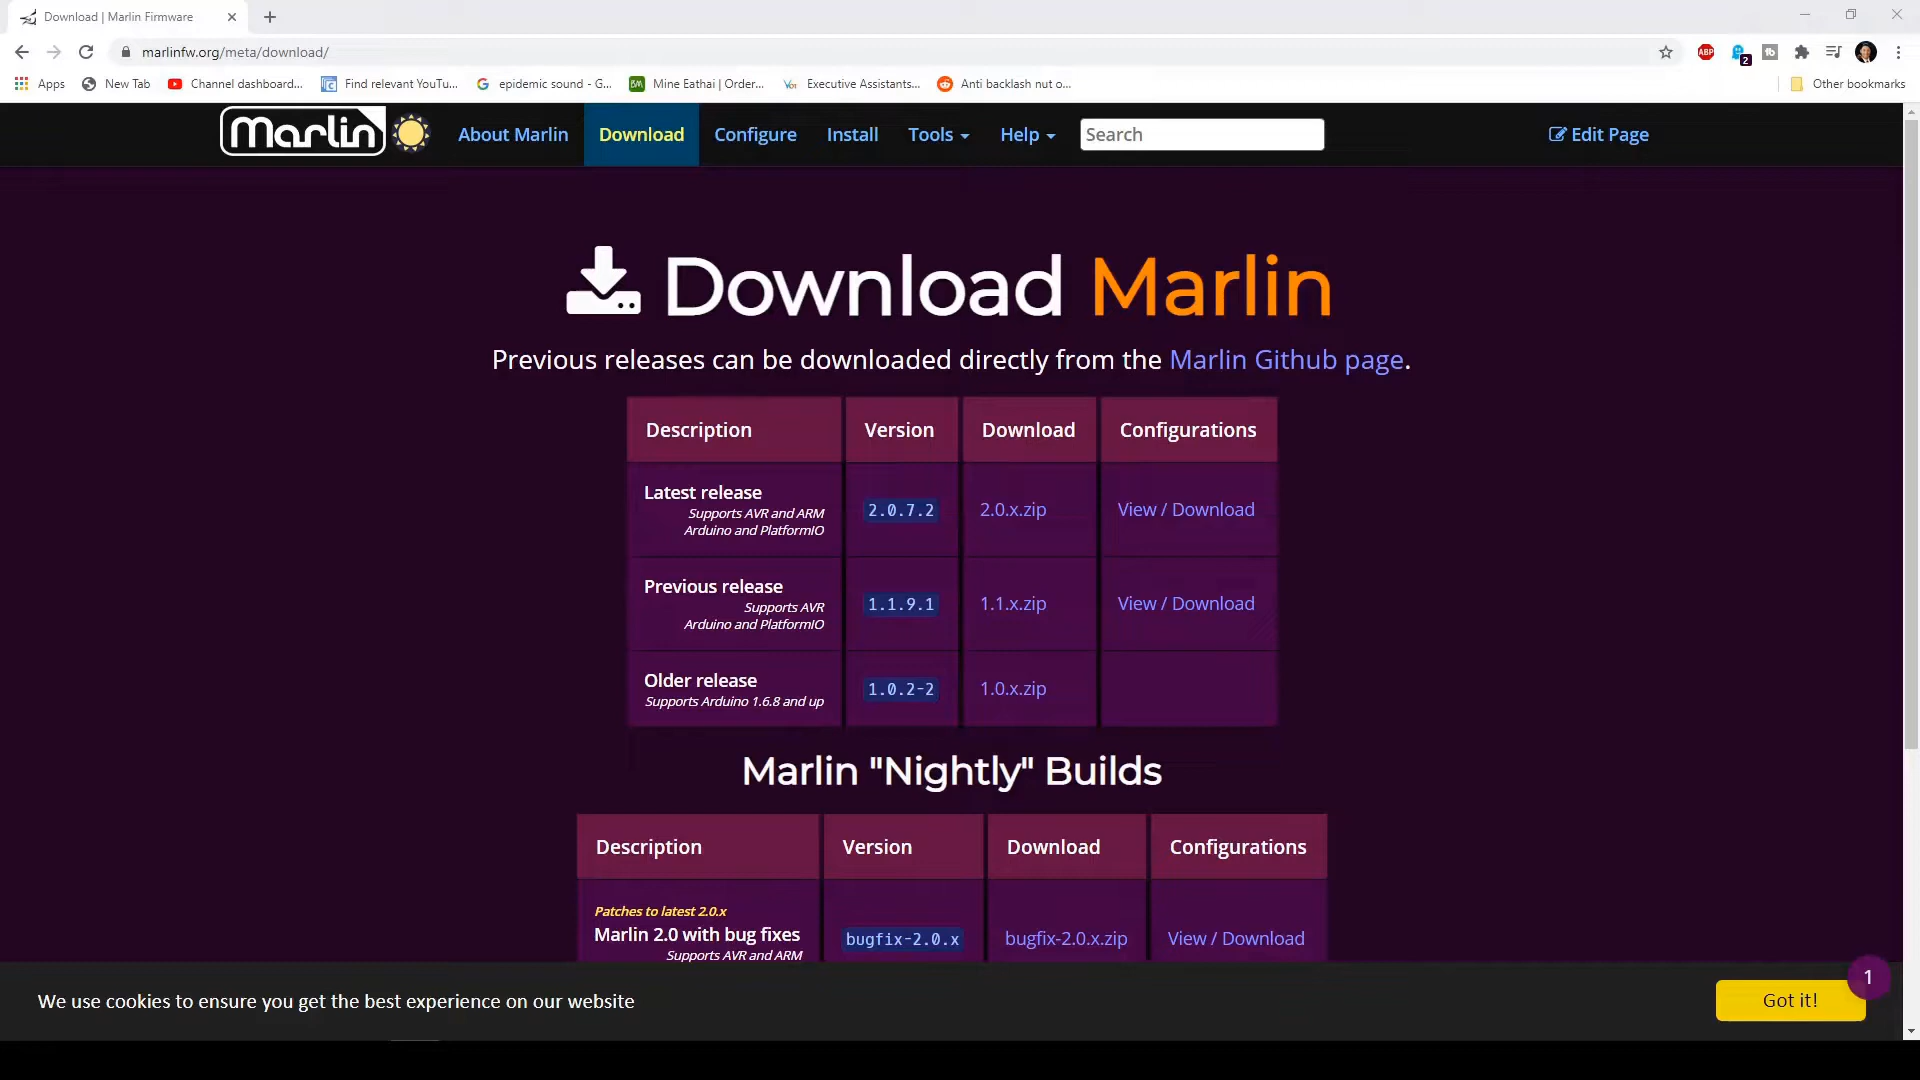 Download | Marlin Firmware
marlinfw.org/meta/download/
ABP
2
Apps New Tab Channel dashboard... Find relevant YouTu... epidemic sound - G... Mine Eathai | Order... Executive Assistants... Anti backlash nut o... Other bookmarks
Marlin About Marlin Download Configure Install Tools Help Search Edit Page
Download Marlin
Previous releases can be downloaded directly from the Marlin Github page.
Description Version Download Configurations
Latest release
Supports AVR and ARM
Arduino and PlatformIO
2.0.7.2 2.0.x.zip View / Download
Previous release
Supports AVR
Arduino and PlatformIO
1.1.9.1 1.1.x.zip View / Download
Older release
Supports Arduino 1.6.8 and up
1.0.2-2 1.0.x.zip
Marlin "Nightly" Builds
Description Version Download Configurations
Patches to latest 2.0.x
Marlin 2.0 with bug fixes
Supports AVR and ARM
bugfix-2.0.x bugfix-2.0.x.zip View / Download
We use cookies to ensure you get the best experience on our website
Got it!
1